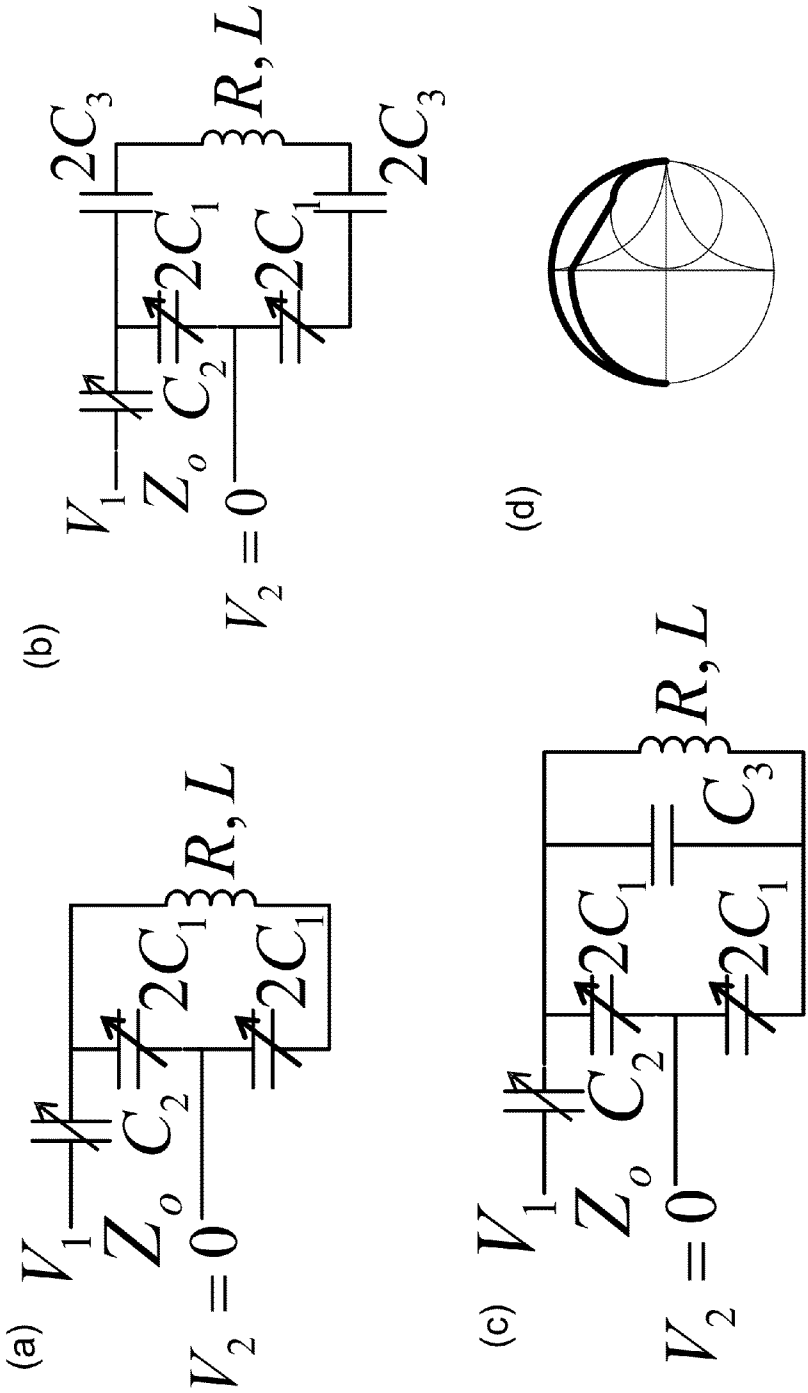 (a)
V₁
C₂
2C₁
Zₒ
R, L
V₂ = 0
2C₁
(b)
V₁
2C₃
C₂
2C₁
Zₒ
R, L
V₂ = 0
2C₁
2C₃
(c)
V₁
C₂
2C₁
Zₒ
C₃
R, L
V₂ = 0
2C₁
(d)